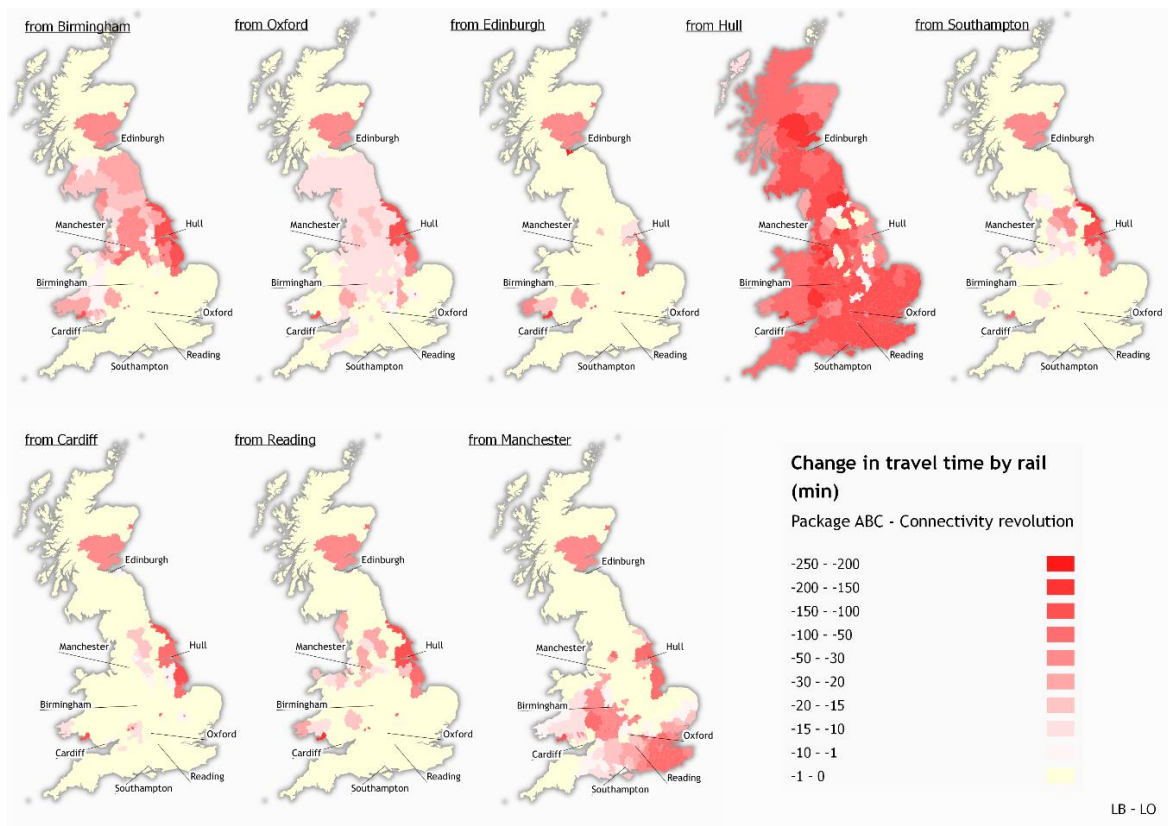 from Birmingham
from Oxford
from Edinburgh
from Hull
from Southampton
Edinburgh
Edinburgh
Edinburgh
Edinburgh
Edinburgh
Manchester
Hull
Manchester
Hull
Manchester
Hull
Manchester
Hull
Manchester
Hull
Birmingham
Birmingham
Birmingham
Birmingham
Birmingham
Oxford
Oxford
Oxford
Oxford
Oxford
Cardiff
Cardiff
Cardiff
Cardiff
Cardiff
Reading
Reading
Reading
Reading
Reading
Southampton
Southampton
Southampton
Southampton
Southampton
from Cardiff
from Reading
from Manchester
Edinburgh
Edinburgh
Edinburgh
Manchester
Hull
Manchester
Hull
Manchester
Hull
Birmingham
Birmingham
Birmingham
Oxford
Oxford
Oxford
Cardiff
Cardiff
Cardiff
Reading
Reading
Reading
Southampton
Southampton
Southampton
Change in travel time by rail
(min)
Package ABC - Connectivity revolution
-250 - -200
-200 - -150
-150 - -100
-100 - -50
-50 - -30
-30 - -20
-20 - -15
-15 - -10
-10 - -1
-1 - 0
LB - LO